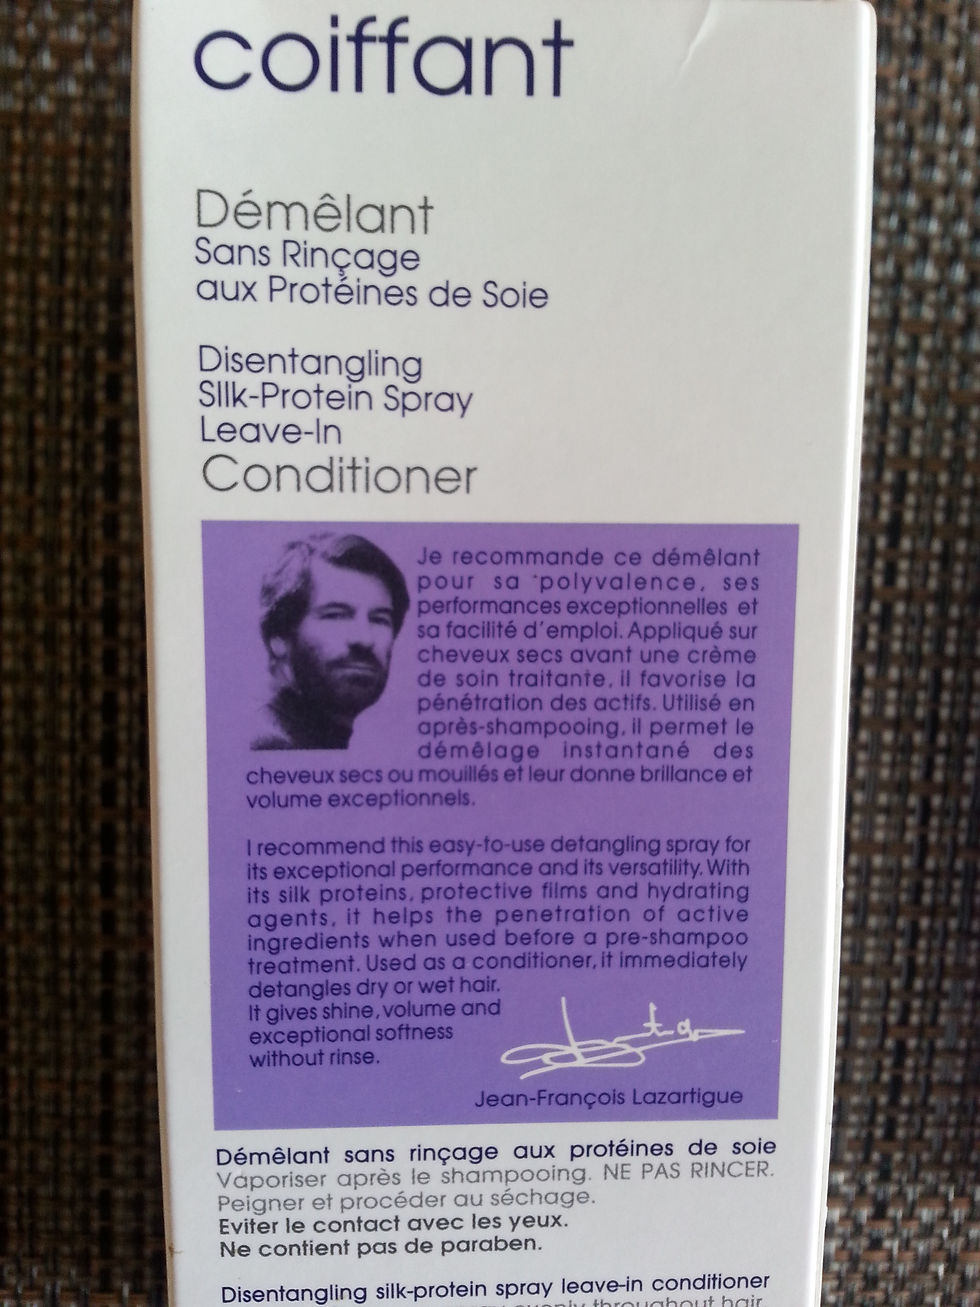 coiffant
Démêlant
Sans Rinçage
aux Protéines de Soie
Disentangling
SIlk-Protein Spray
Leave-In
Conditioner
Je recommande ce démêlant
pour sa polyvalence, ses
performances exceptionnelles et
sa facilité d'emploi. Appliqué sur
cheveux secs avant une crème
de soin traitante, il favorise la
pénétration des actifs. Utilisé en
après-shampooing, il permet le
démêlage instantané des
cheveux secs ou mouillés et leur donne brillance et
volume exceptionnels.
I recommend this easy-to-use detangling spray for
its exceptional performance and its versatility. With
its silk proteins, protective films and hydrating
agents, it helps the penetration of active
ingredients when used before a pre-shampoo
treatment. Used as a conditioner, it immediately
detangles dry or wet hair.
It gives shine, volume and
exceptional softness
without rinse.
Jean-François Lazartigue
Démêlant sans rinçage aux protéines de soie
Vaporiser après le shampooing. NE PAS RINCER.
Peigner et procéder au séchage.
Eviter le contact avec les yeux.
Ne contient pas de paraben.
Disentangling silk-protein spray leave-in conditioner
evenly throughout hair